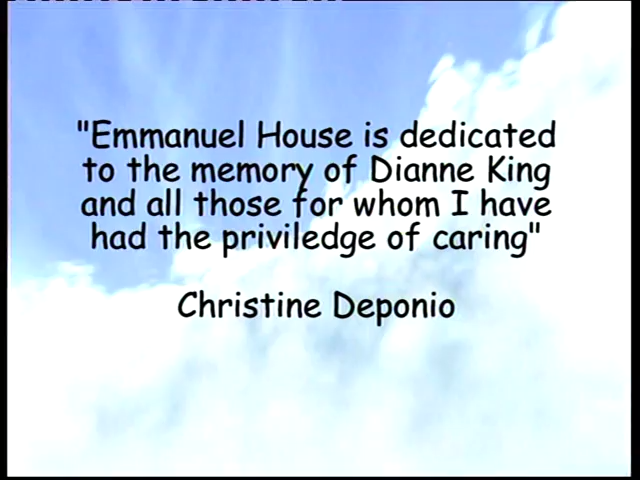 "Emmanuel House is dedicated
to the memory of Dianne King
and all those for whom I have
had the priviledge of caring"
Christine Deponio